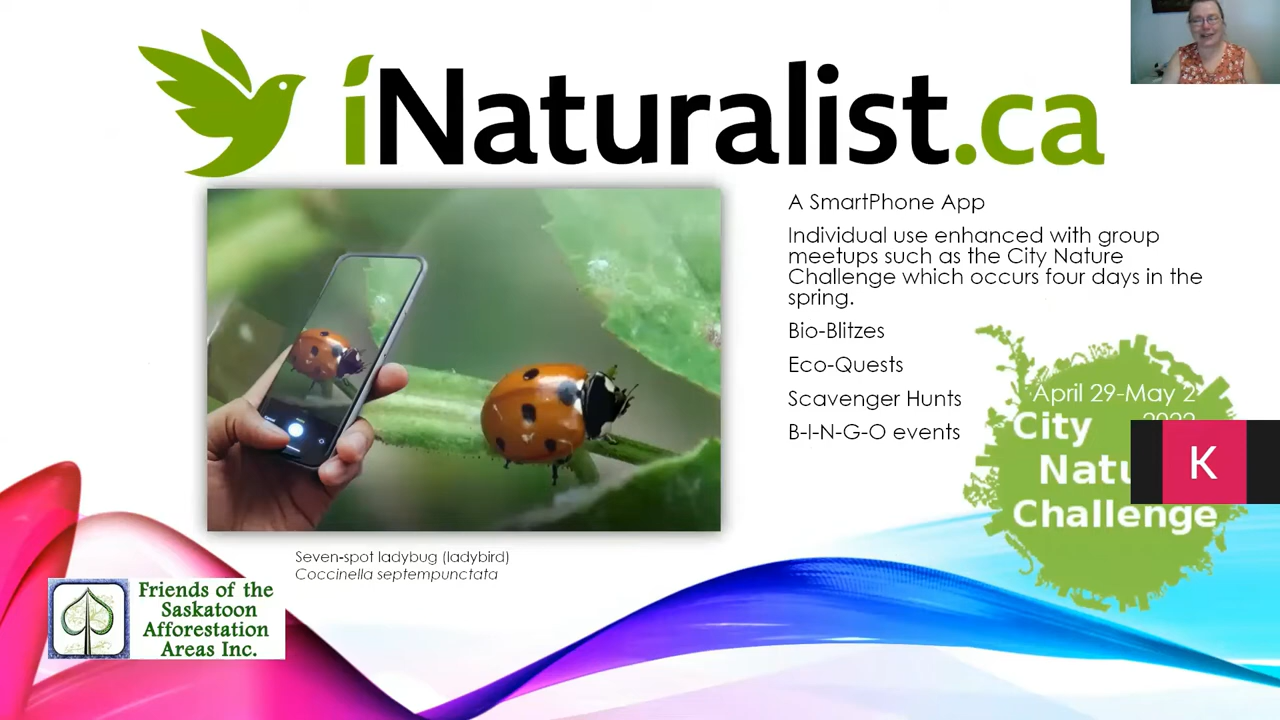 iNaturalist.ca
A SmartPhone App
Individual use enhanced with group
meetups such as the City Nature
Challenge which occurs four days in the
spring.
Bio-Blitzes
Eco-Quests
Scavenger Hunts
B-I-N-G-O events
April 29-May 2
2022
City
Natu
Challenge
K
Seven-spot ladybug (ladybird)
Coccinella septempunctata
Friends of the
Saskatoon
Afforestation
Areas Inc.